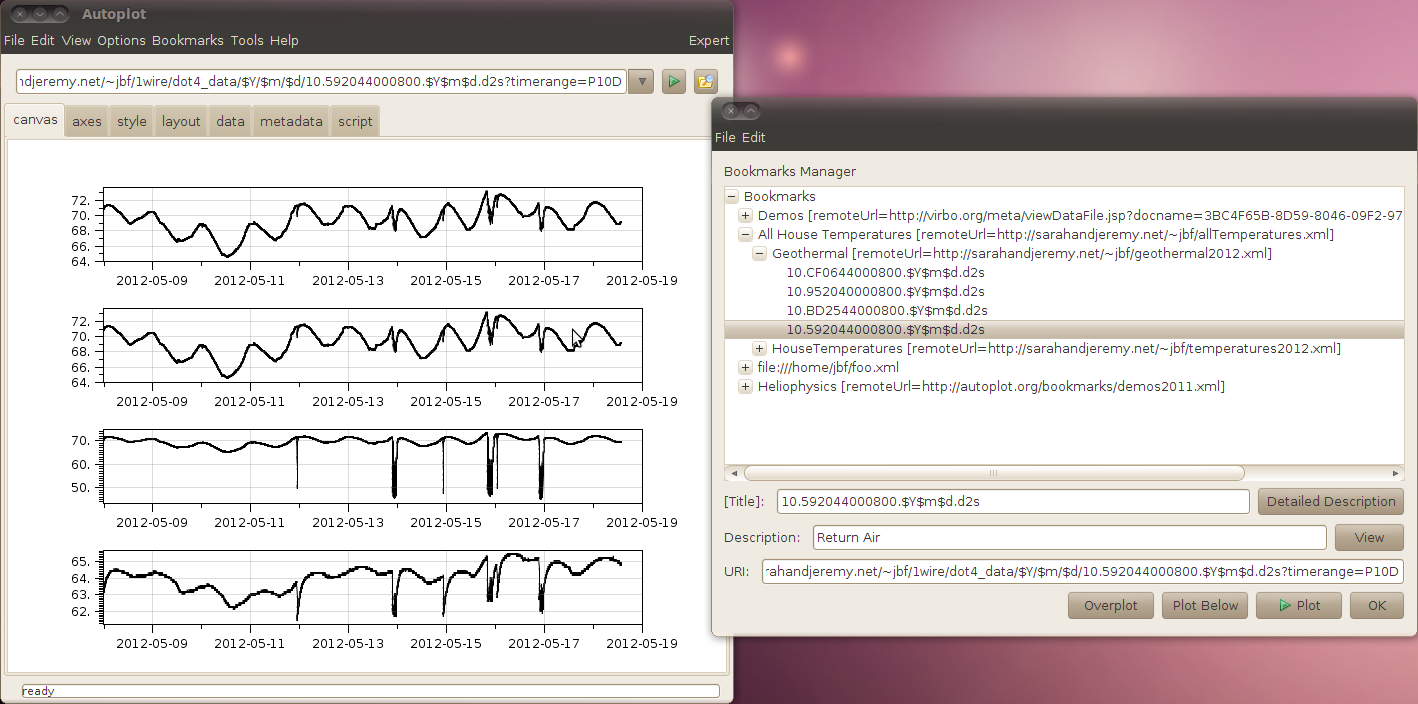 Autoplot
File Edit View Options Bookmarks Tools Help Expert
ndjeremy.net/~jbf/1wire/dot4_data/$Y/$m/$d/10.592044000800.$Y$m$d.d2s?timerange=P10D
canvas axes style layout data metadata script
72.
70.
68.
66.
64.
2012-05-09 2012-05-11 2012-05-13 2012-05-15 2012-05-17 2012-05-19
72.
70.
68.
66.
64.
2012-05-09 2012-05-11 2012-05-13 2012-05-15 2012-05-17 2012-05-19
70.
60.
50.
2012-05-09 2012-05-11 2012-05-13 2012-05-15 2012-05-17 2012-05-19
65.
64.
63.
62.
2012-05-09 2012-05-11 2012-05-13 2012-05-15 2012-05-17 2012-05-19
ready
File Edit
Bookmarks Manager
Bookmarks
Demos [remoteUrl=http://virbo.org/meta/viewDataFile.jsp?docname=3BC4F65B-8D59-8046-09F2-97
All House Temperatures [remoteUrl=http://sarahandjeremy.net/~jbf/allTemperatures.xml]
Geothermal [remoteUrl=http://sarahandjeremy.net/~jbf/geothermal2012.xml]
10.CF0644000800.$Y$m$d.d2s
10.952040000800.$Y$m$d.d2s
10.BD2544000800.$Y$m$d.d2s
10.592044000800.$Y$m$d.d2s
HouseTemperatures [remoteUrl=http://sarahandjeremy.net/~jbf/temperatures2012.xml]
file:///home/jbf/foo.xml
Heliophysics [remoteUrl=http://autoplot.org/bookmarks/demos2011.xml]
[Title]: 10.592044000800.$Y$m$d.d2s Detailed Description
Description: Return Air View
URI: rahandjeremy.net/~jbf/1wire/dot4_data/$Y/$m/$d/10.592044000800.$Y$m$d.d2s?timerange=P10D
Overplot Plot Below Plot OK